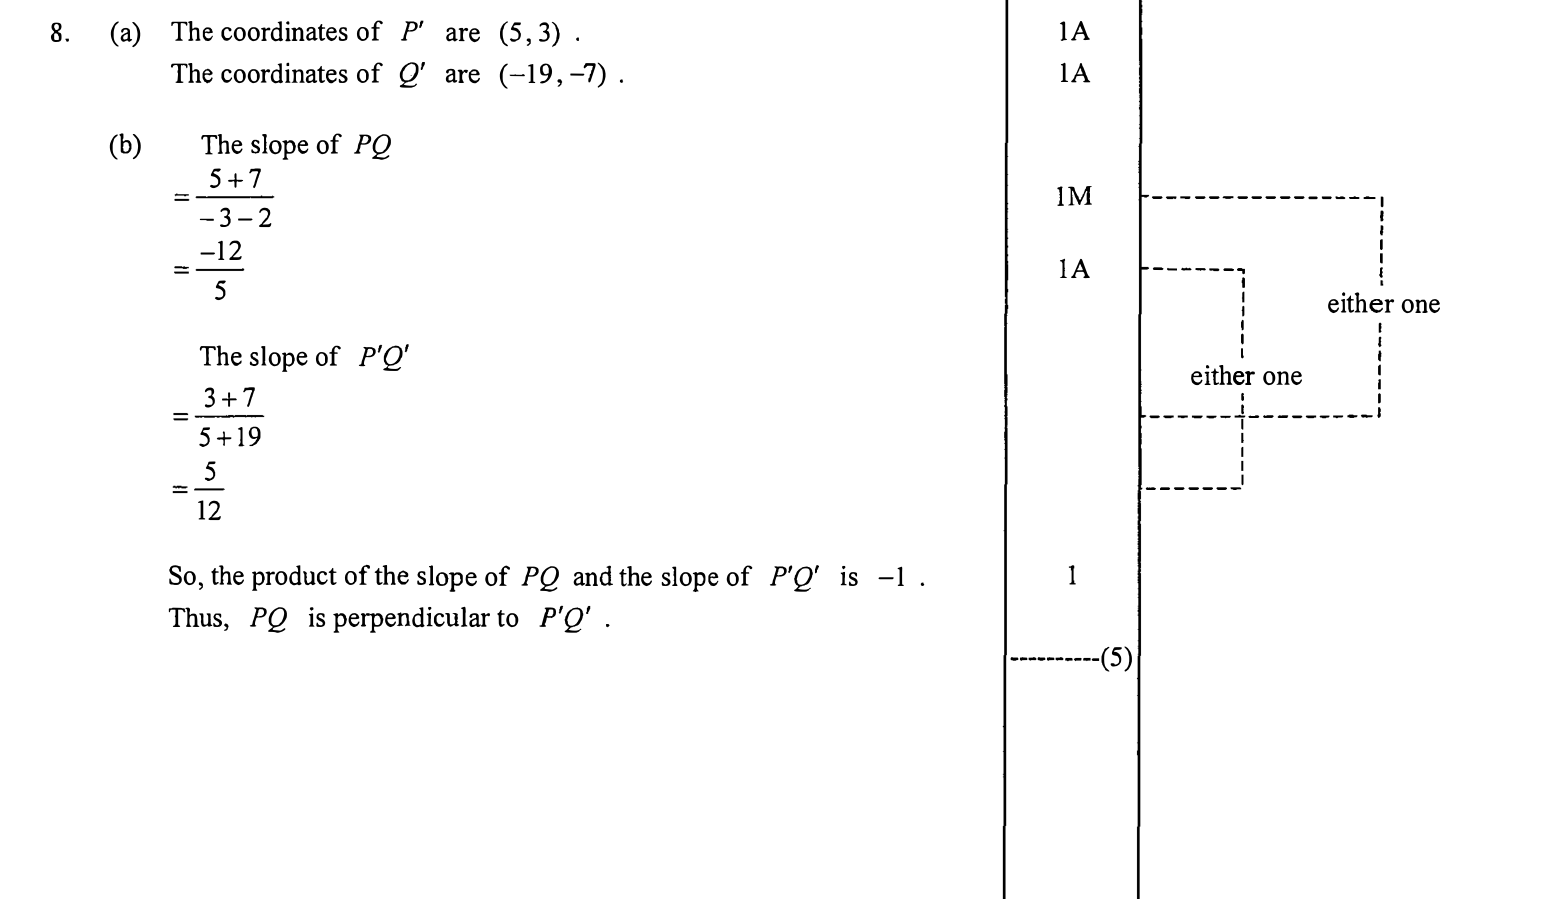 8. (a) The coordinates of P′ are (5, 3) . 1A
The coordinates of Q′ are (−19, −7) . 1A
(b) The slope of PQ
= (5+7)/(−3−2) 1M
= −12/5 1A
either one
The slope of P′Q′
either one
= (3+7)/(5+19)
= 5/12
So, the product of the slope of PQ and the slope of P′Q′ is −1 . 1
Thus, PQ is perpendicular to P′Q′ .
----------(5)